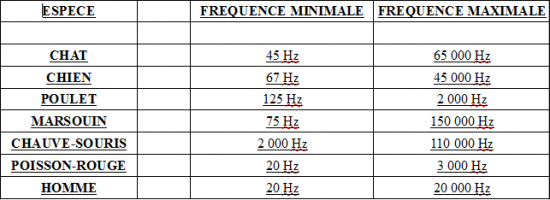 ESPECE FREQUENCE MINIMALE FREQUENCE MAXIMALE
CHAT 45 Hz 65 000 Hz
CHIEN 67 Hz 45 000 Hz
POULET 125 Hz 2 000 Hz
MARSOUIN 75 Hz 150 000 Hz
CHAUVE-SOURIS 2 000 Hz 110 000 Hz
POISSON-ROUGE 20 Hz 3 000 Hz
HOMME 20 Hz 20 000 Hz